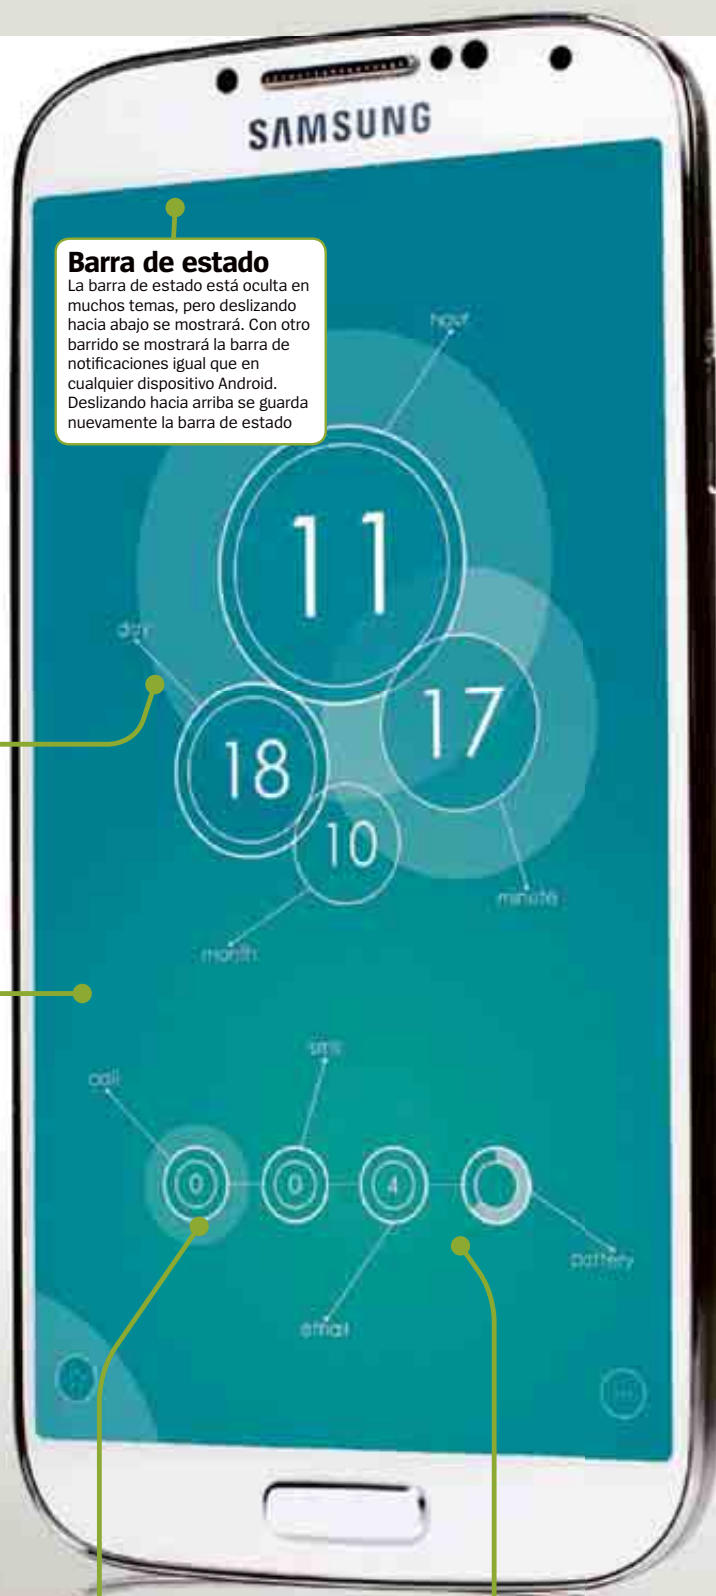 SAMSUNG
Barra de estado
La barra de estado está oculta en
muchos temas, pero deslizando
hacia abajo se mostrará. Con otro
barrido se mostrará la barra de
notificaciones igual que en
cualquier dispositivo Android.
Deslizando hacia arriba se guarda
nuevamente la barra de estado
hour
11
day
17
18
10
minute
month
sms
call
0
0
4
battery
email